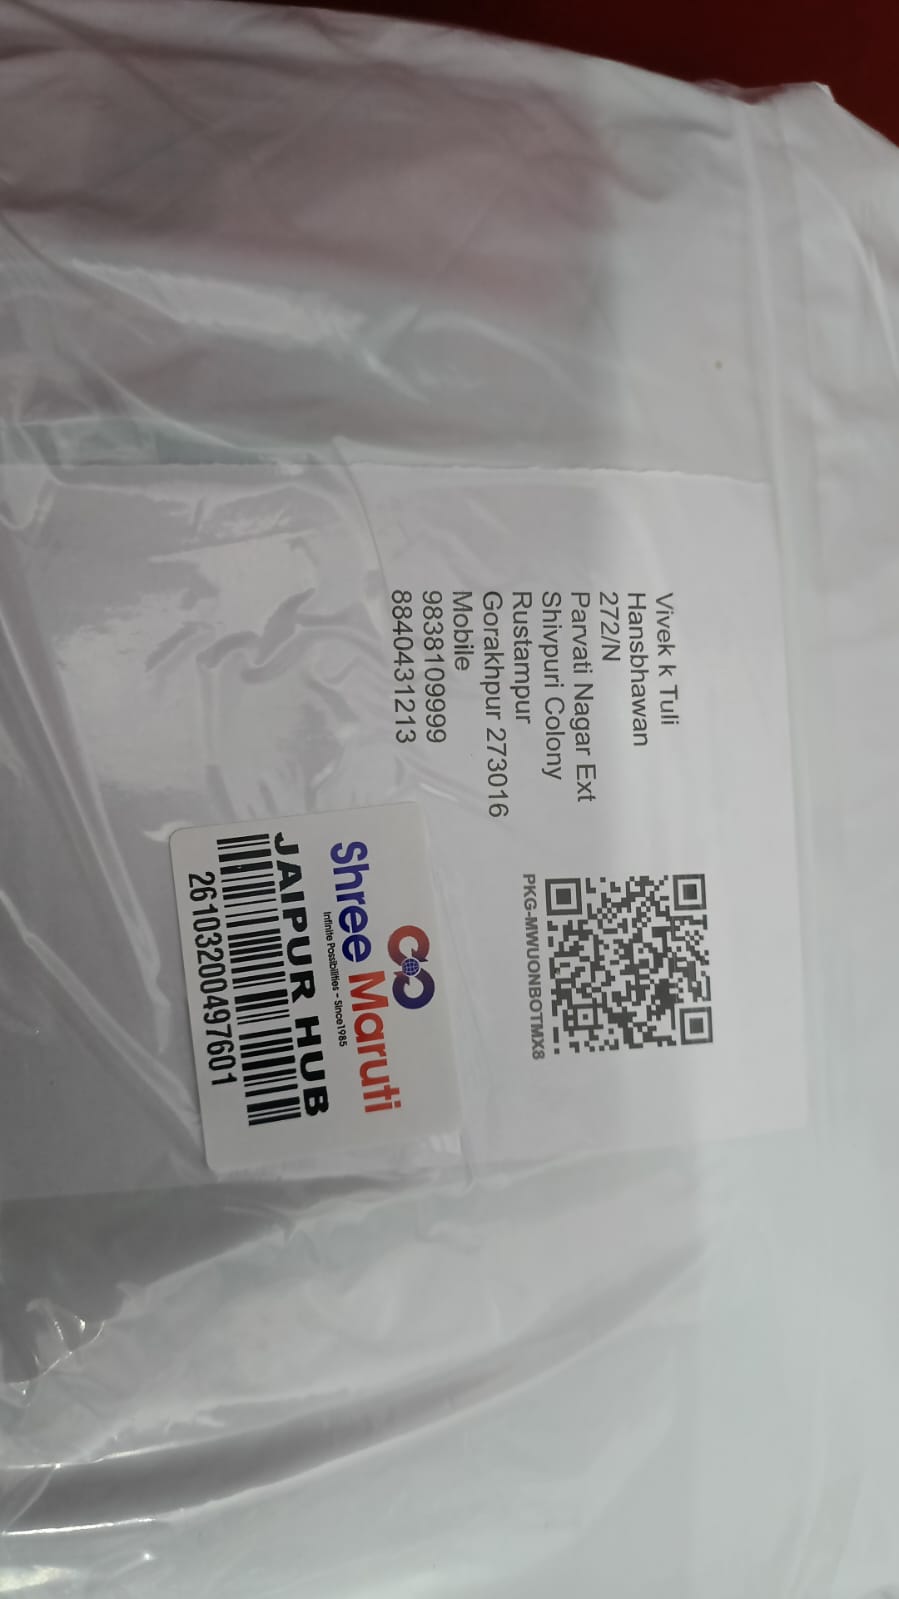 Vivek k Tuli
Hansbhawan
272/N
Parvati Nagar Ext
Shivpuri Colony
Rustampur
Gorakhpur 273016
Mobile
9838109999
8840431213
PKG-MWUONBOTMX8
Shree Maruti
Infinite Possibilities - Since1985
JAIPUR HUB
26103200497601